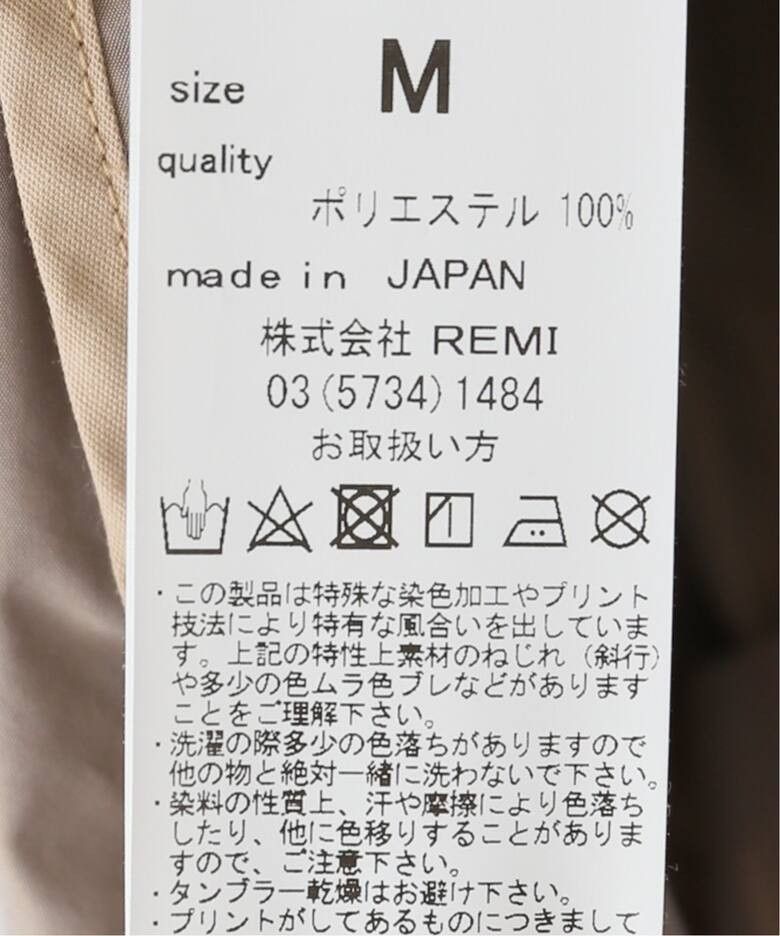 size M
quality
ポリエステル 100%
made in JAPAN
株式会社 REMI
03(5734)1484
お取扱い方
・この製品は特殊な染色加工やプリント
技法により特有な風合いを出していま
す。上記の特性上素材のねじれ(斜行)
や多少の色ムラ色ブレなどがあります
ことをご理解下さい。
・洗濯の際多少の色落ちがありますので
他の物と絶対一緒に洗わないで下さい。
・染料の性質上、汗や摩擦により色落ち
したり、他に色移りすることがありま
すので、ご注意下さい。
・タンブラー乾燥はお避け下さい。
・プリントがしてあるものにつきまして